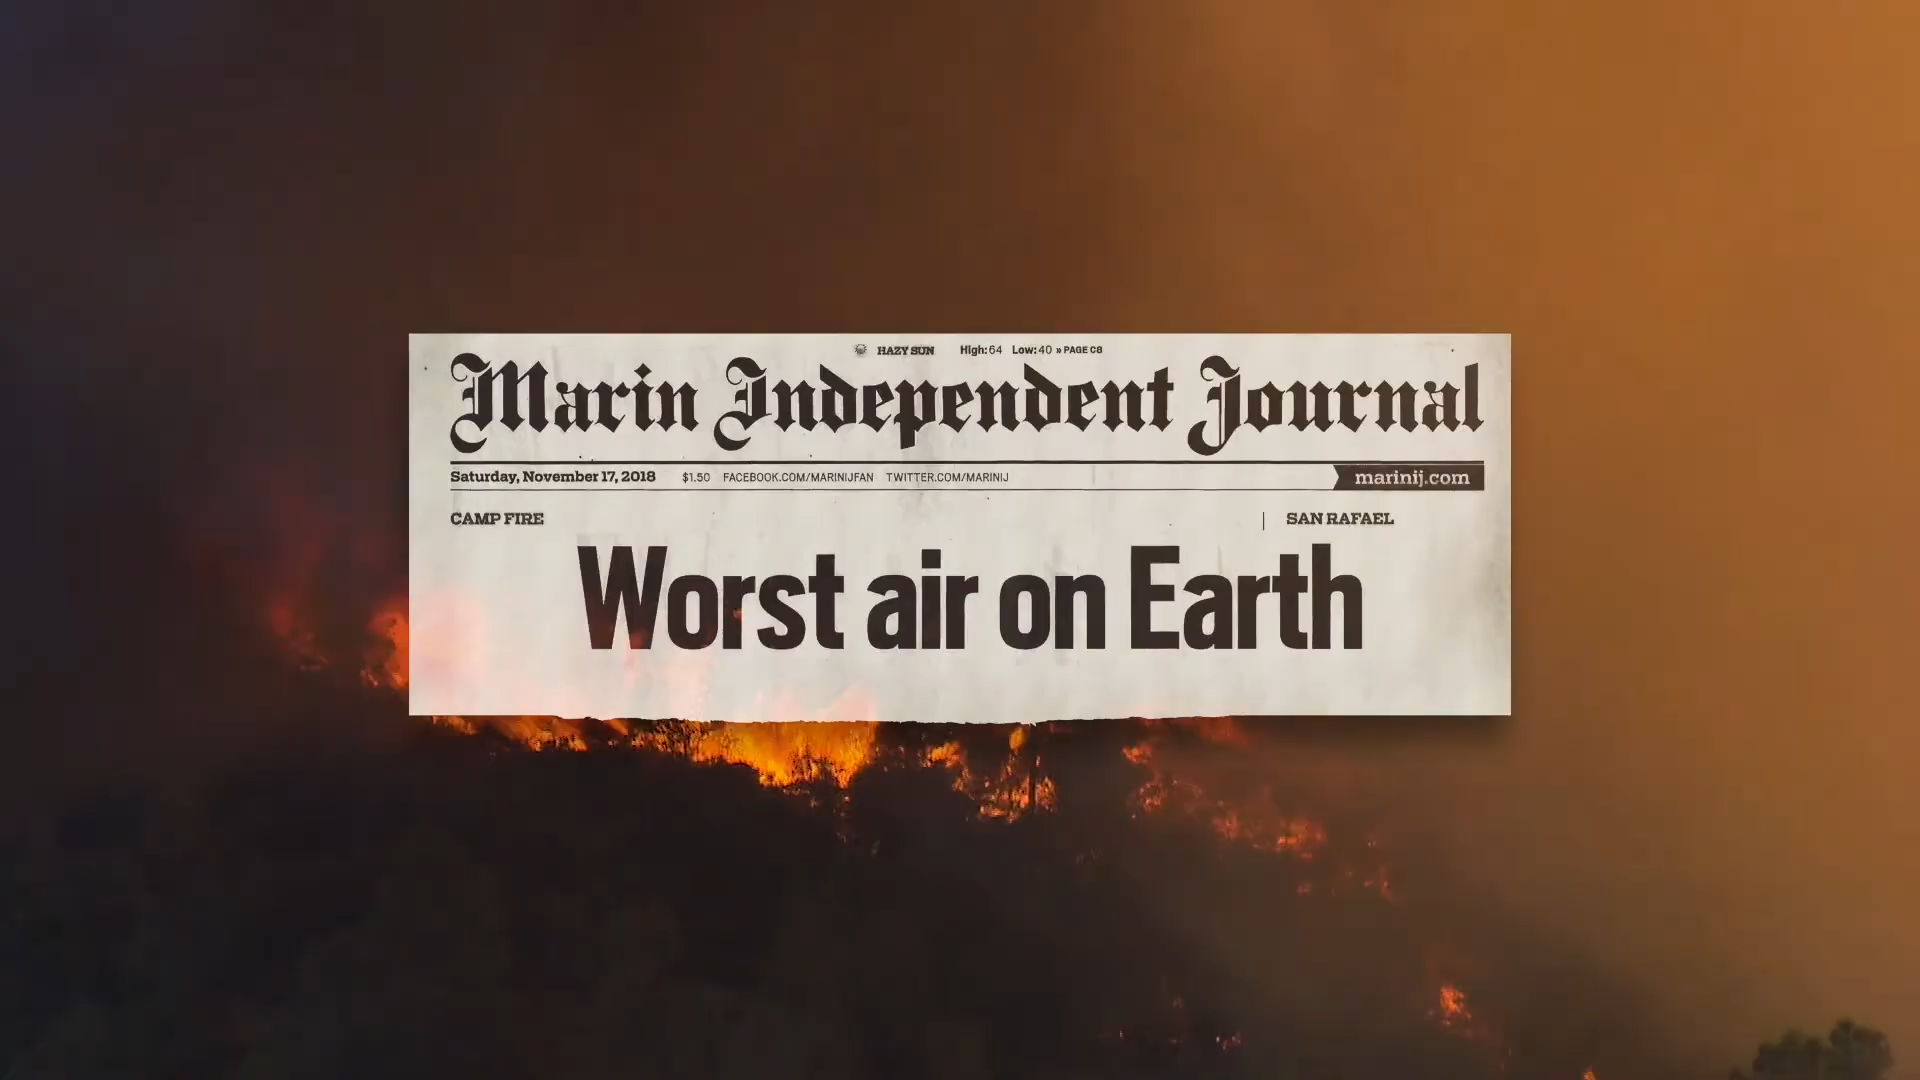 HAZY SUN High: 64 Low: 40 » PAGE C8
Marin Independent Journal
Saturday, November 17, 2018 $1.50 FACEBOOK.COM/MARINIJFAN TWITTER.COM/MARINIJ marinij.com
CAMP FIRE | SAN RAFAEL
Worst air on Earth